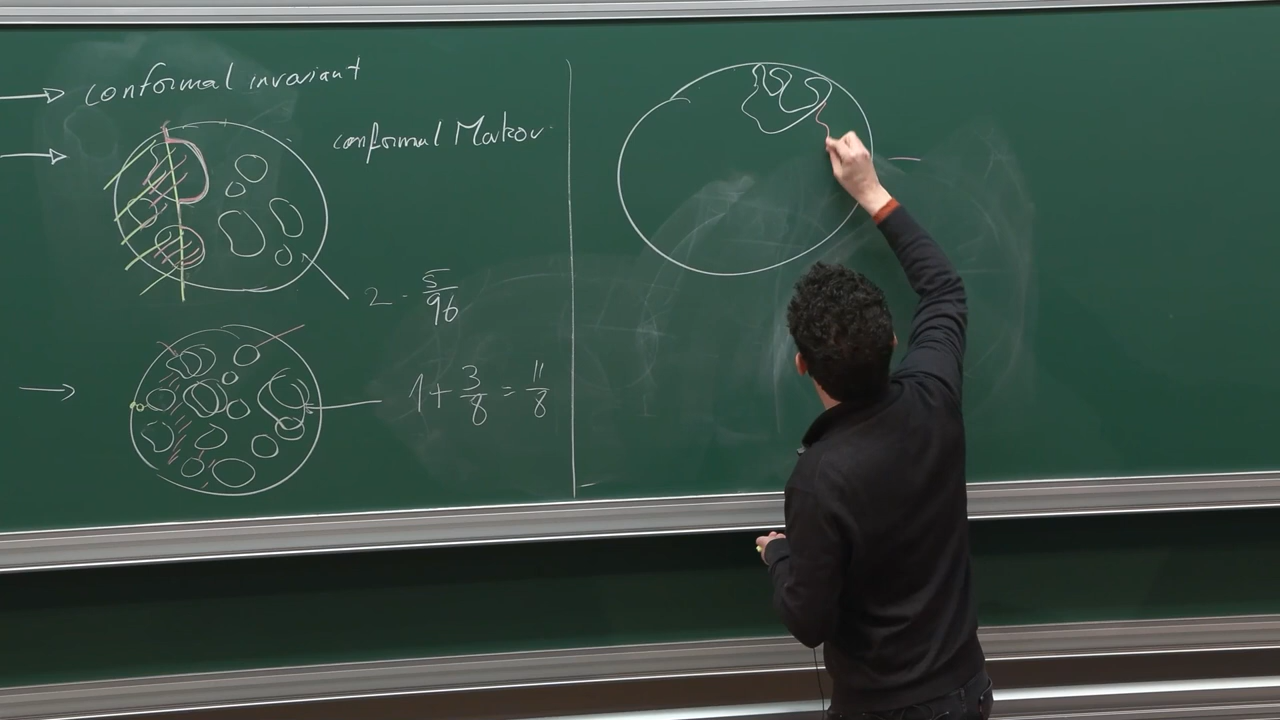 conformal invariant
conformal Markov
2 - 5/96
1 + 3/8 = 11/8